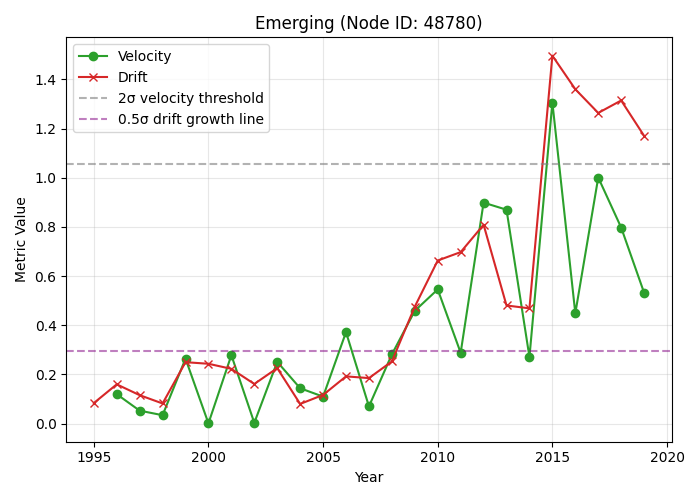 Emerging (Node ID: 48780)
Velocity
Drift
2σ velocity threshold
0.5σ drift growth line
Metric Value
1.4
1.2
1.0
0.8
0.6
0.4
0.2
0.0
1995 2000 2005 2010 2015 2020
Year